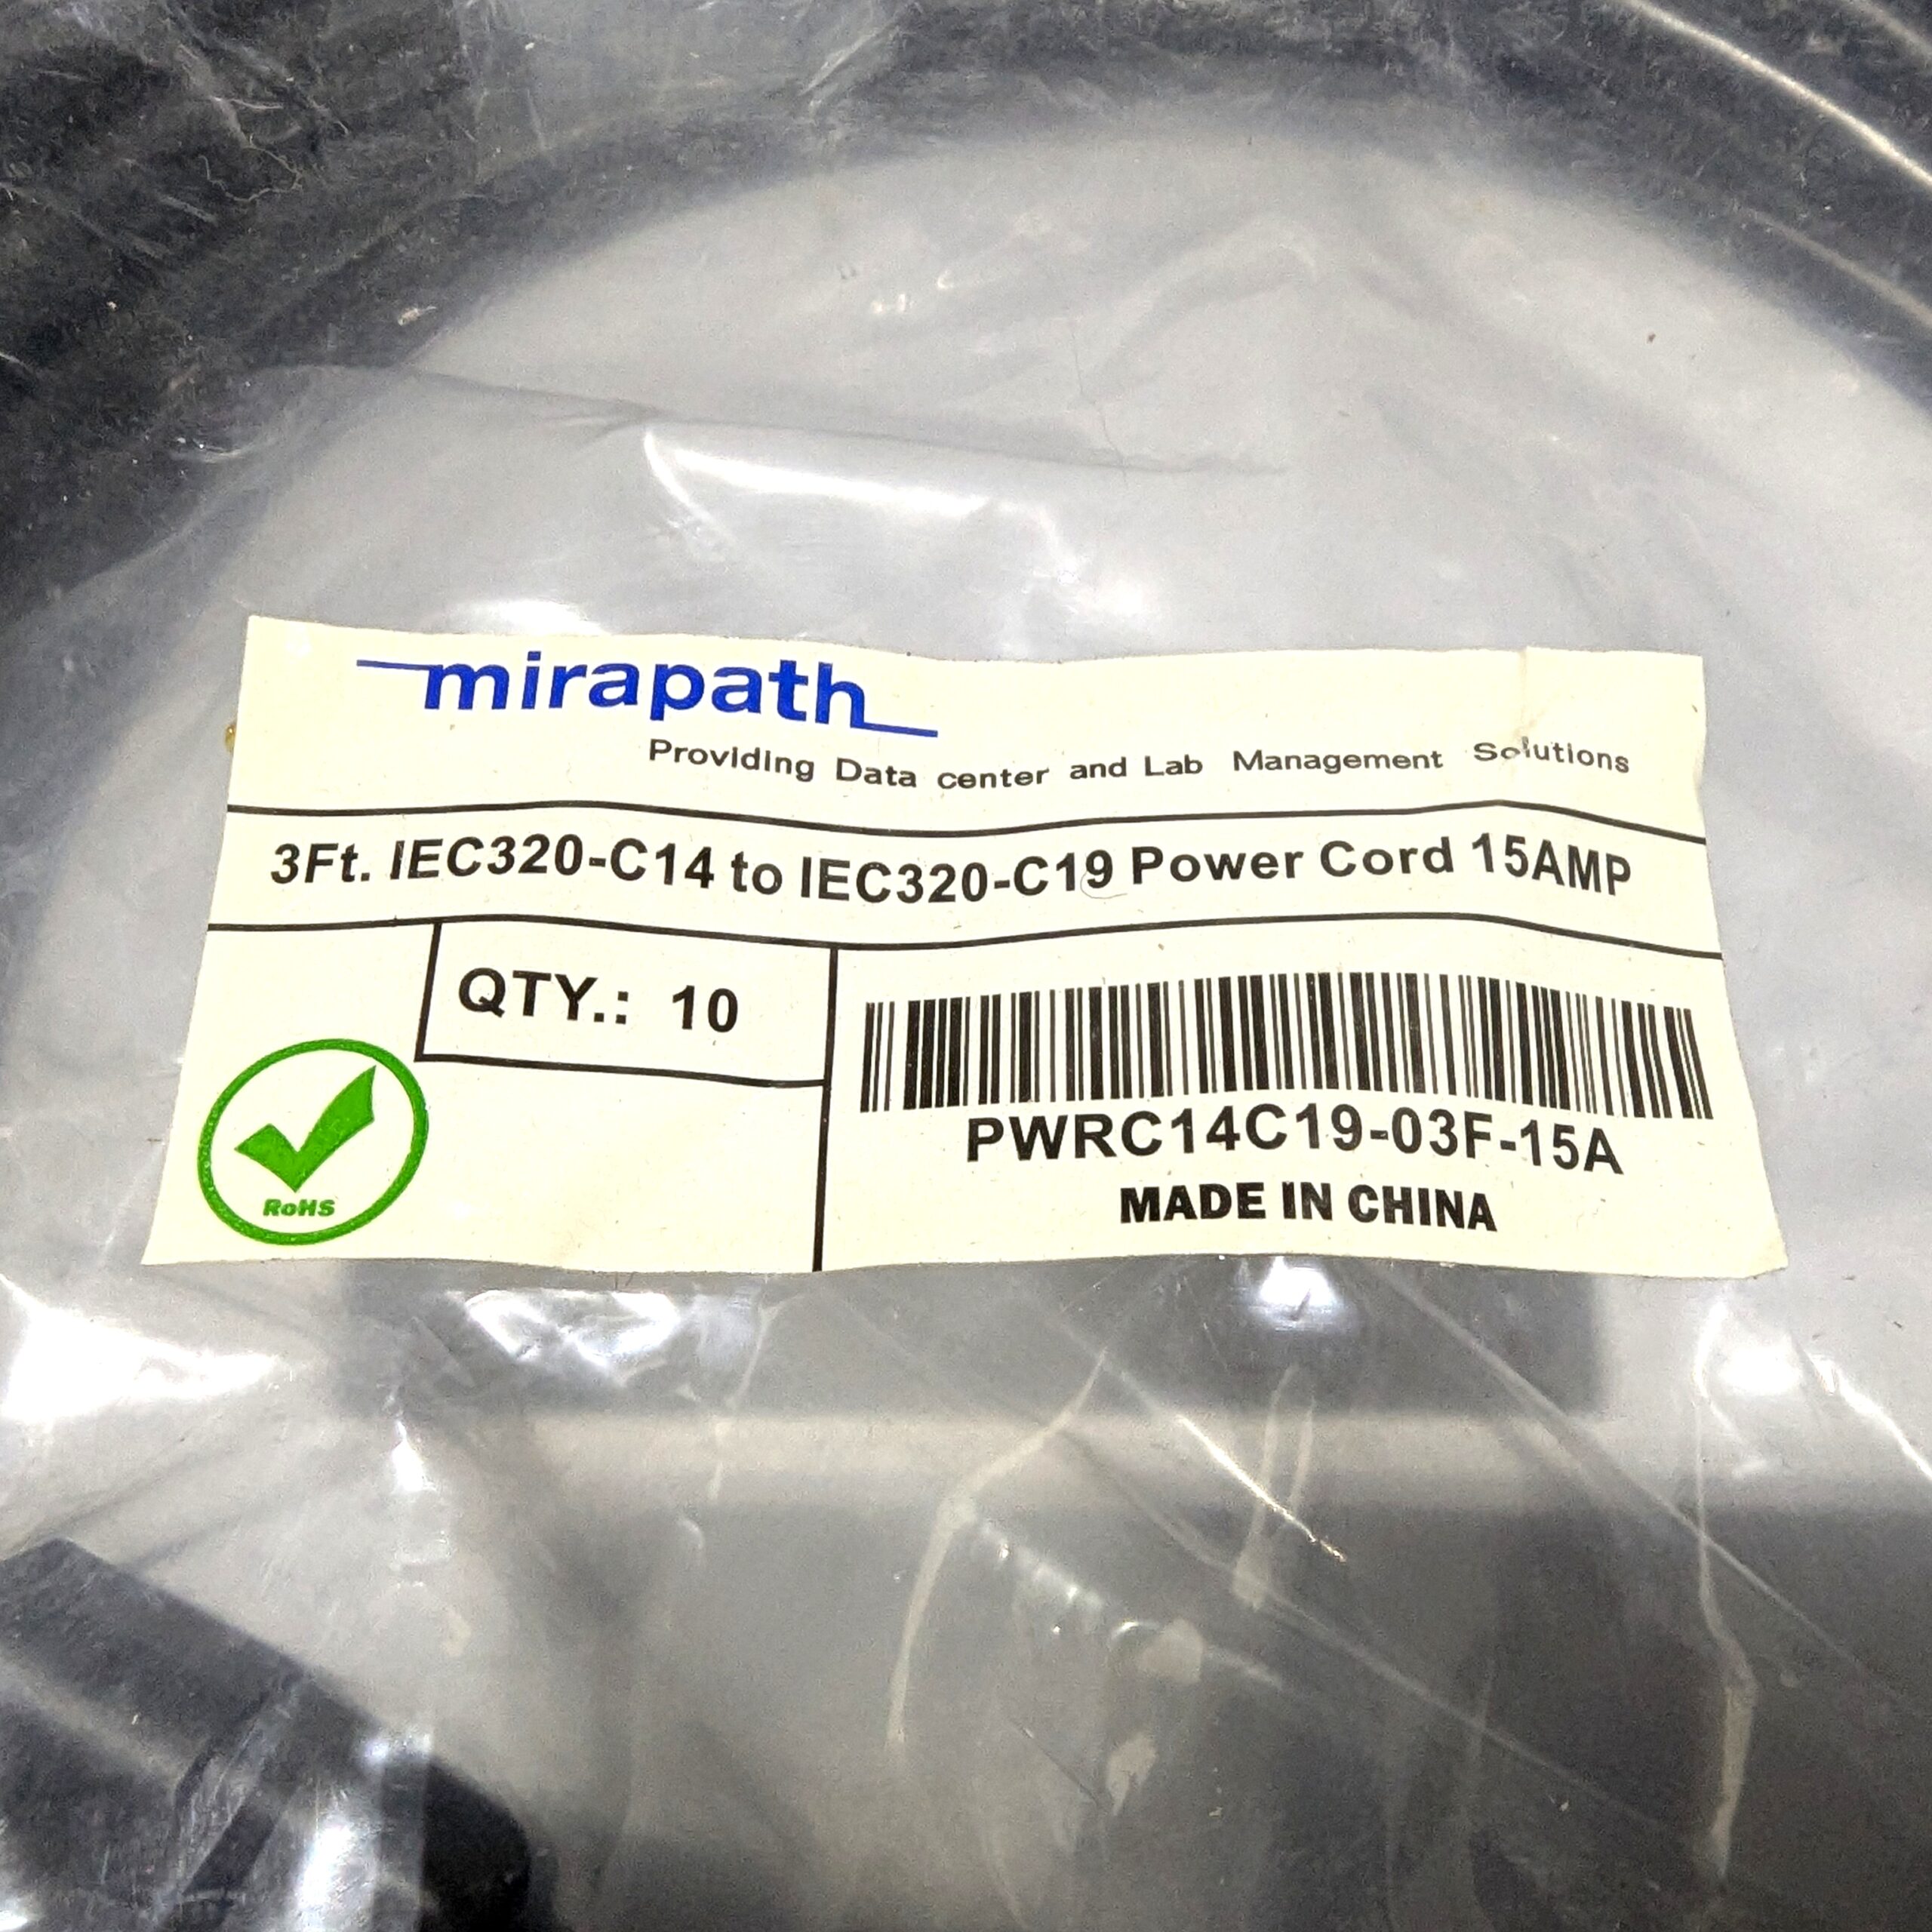 mirapath
Providing Data center and Lab Management Solutions
3Ft. IEC320-C14 to IEC320-C19 Power Cord 15AMP
QTY.: 10
PWRC14C19-03F-15A
MADE IN CHINA
RoHS